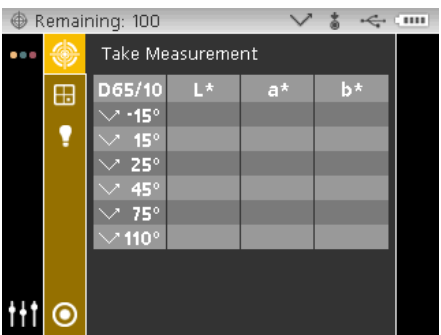 Remaining: 100
Take Measurement
D65/10 L* a* b*
-15°
15°
25°
45°
75°
110°